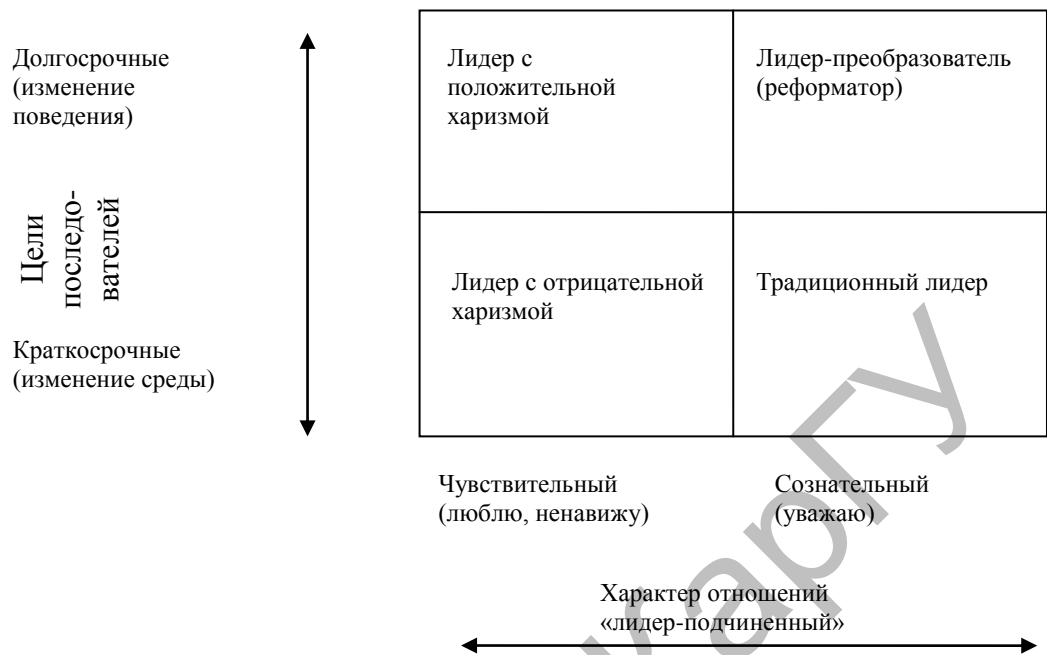 Долгосрочные
(изменение
поведения)
Лидер с
положительной
харизмой
Лидер-преобразователь
(реформатор)
Цели
последо-
вателей
Лидер с отрицательной
харизмой
Традиционный лидер
Краткосрочные
(изменение среды)
Чувствительный
(люблю, ненавижу)
Сознательный
(уважаю)
Характер отношений
«лидер-подчиненный»
КарГУ